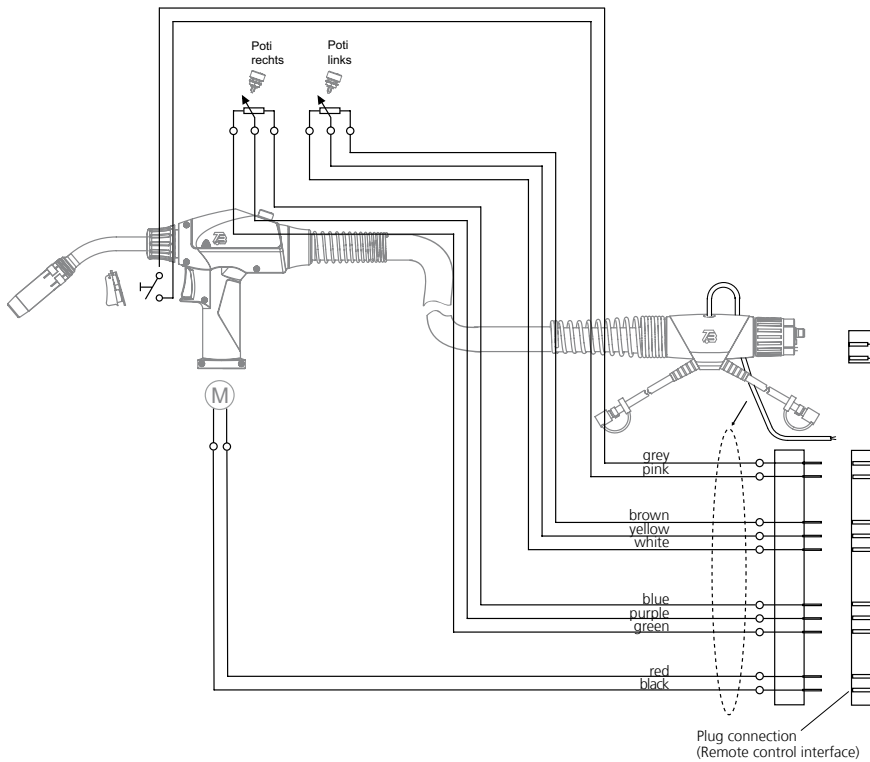 Poti
rechts
Poti
links
M
grey
pink
brown
yellow
white
blue
purple
green
red
black
Plug connection
(Remote control interface)